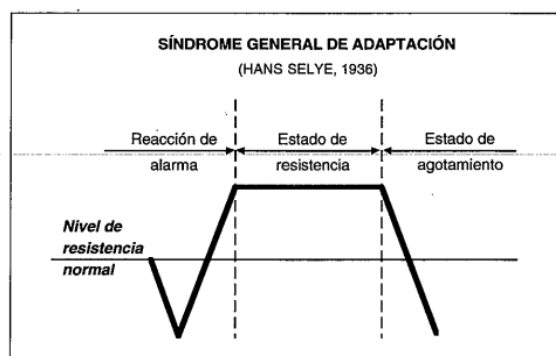 SÍNDROME GENERAL DE ADAPTACIÓN
(HANS SELYE, 1936)
Reacción de alarma
Estado de resistencia
Estado de agotamiento
Nivel de
resistencia
normal